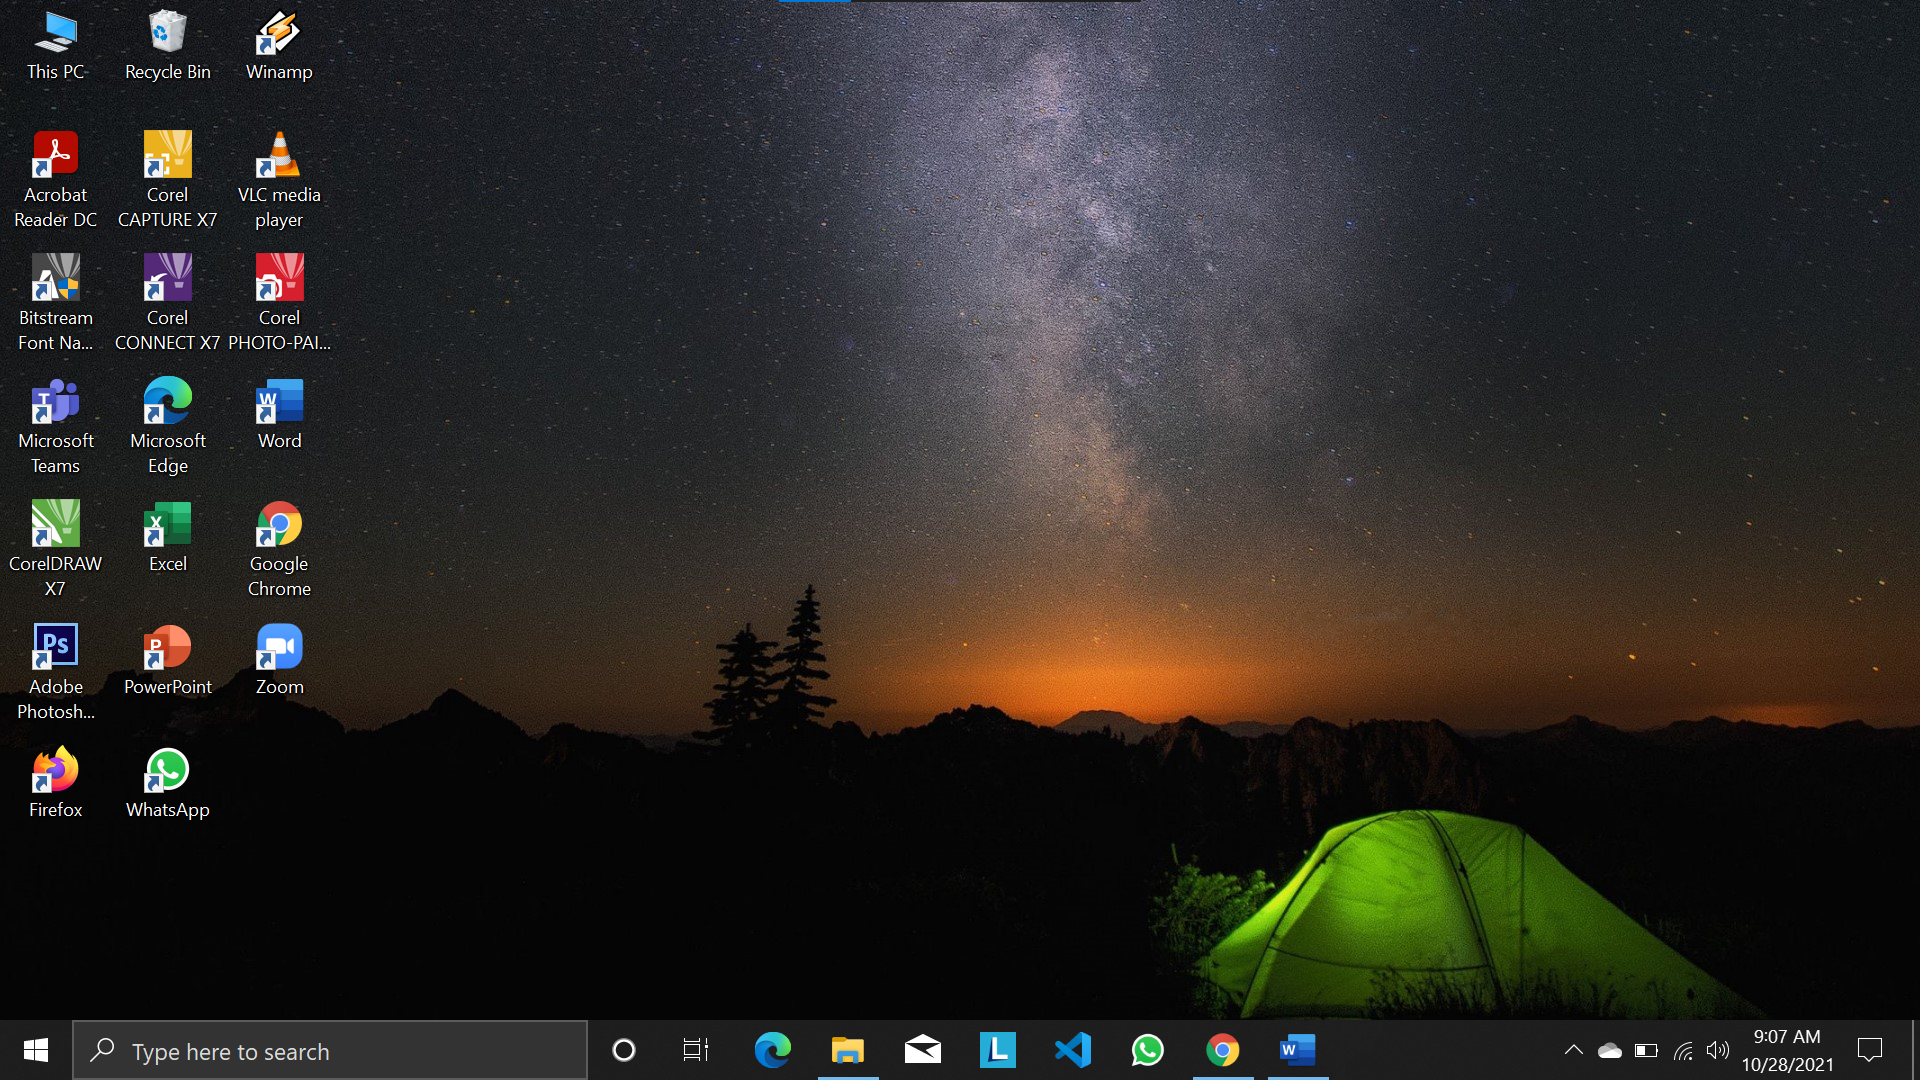 This PC
Recycle Bin
Winamp
Acrobat
Reader DC
Corel
CAPTURE X7
VLC media
player
Bitstream
Font Na...
Corel
CONNECT X7
Corel
PHOTO-PAI...
Microsoft
Teams
Microsoft
Edge
Word
CorelDRAW
X7
Excel
Google
Chrome
Adobe
Photosh...
PowerPoint
Zoom
Firefox
WhatsApp
Type here to search
9:07 AM
10/28/2021